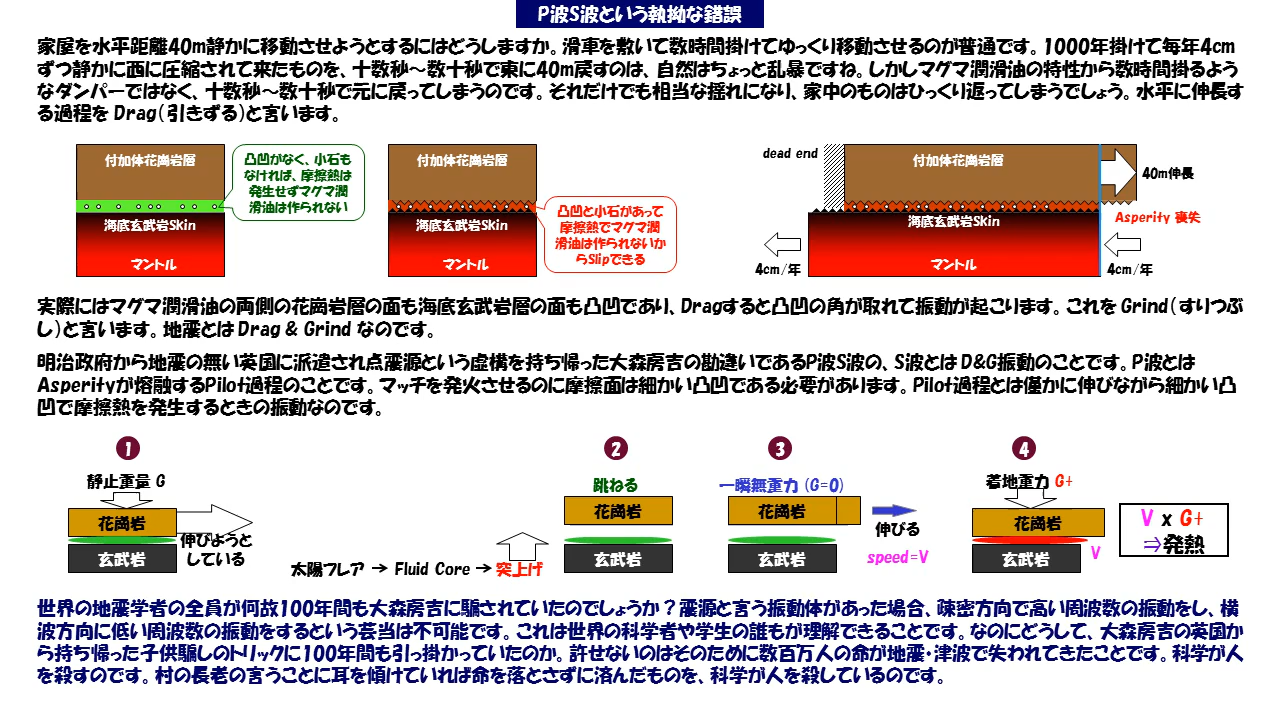 P波S波という執拗な錯誤
家屋を水平距離40m静かに移動させようとするにはどうしますか。滑車を敷いて数時間掛けてゆっくり移動させるのが普通です。1000年掛けて毎年4cm
ずつ静かに西に圧縮されて来たものを、十数秒～数十秒で東に40m戻すのは、自然はちょっと乱暴ですね。しかしマグマ潤滑油の特性から数時間掛るよう
なダンパーではなく、十数秒～数十秒で元に戻ってしまうのです。それだけでも相当な揺れになり、家中のものはひっくり返ってしまうでしょう。水平に伸長す
る過程を Drag(引きずる)と言います。
付加体花崗岩層
海底玄武岩Skin
マントル
凸凹がなく、小石も
なければ、摩擦熱は
発生せずマグマ潤
滑油は作られない
付加体花崗岩層
海底玄武岩Skin
マントル
凸凹と小石があって
摩擦熱でマグマ潤
滑油は作られないか
らSlipできる
dead end
付加体花崗岩層
海底玄武岩Skin
マントル
40m伸長
Asperity 喪失
4cm/年
4cm/年
実際にはマグマ潤滑油の両側の花崗岩層の面も海底玄武岩層の面も凸凹であり、Dragすると凸凹の角が取れて振動が起こります。これを Grind(すりつぶ
し)と言います。地震とは Drag & Grind なのです。
明治政府から地震の無い英国に派遣され点震源という虚構を持ち帰った大森房吉の勘違いであるP波S波の、S波とは D&G振動のことです。P波とは
Asperityが熔融するPilot過程のことです。マッチを発火させるのに摩擦面は細かい凸凹である必要があります。Pilot過程とは僅かに伸びながら細かい凸
凹で摩擦熱を発生するときの振動なのです。
1
静止重量 G
花崗岩
玄武岩
伸びようと
している
太陽フレア → Fluid Core → 突上げ
2
跳ねる
花崗岩
玄武岩
3
一瞬無重力 (G=0)
花崗岩
玄武岩
伸びる
speed=V
4
着地重力 G+
花崗岩
玄武岩
V
V x G+
⇒発熱
世界の地震学者の全員が何故100年間も大森房吉に騙されていたのでしょうか？震源と言う振動体があった場合、疎密方向で高い周波数の振動をし、横
波方向に低い周波数の振動をするという芸当は不可能です。これは世界の科学者や学生の誰もが理解できることです。なのにどうして、大森房吉の英国か
ら持ち帰った子供騙しのトリックに100年間も引っ掛かっていたのか。許せないのはそのために数百万人の命が地震・津波で失われてきたことです。科学が人
を殺すのです。村の長老の言うことに耳を傾けていれば命を落とさずに済んだものを、科学が人を殺しているのです。